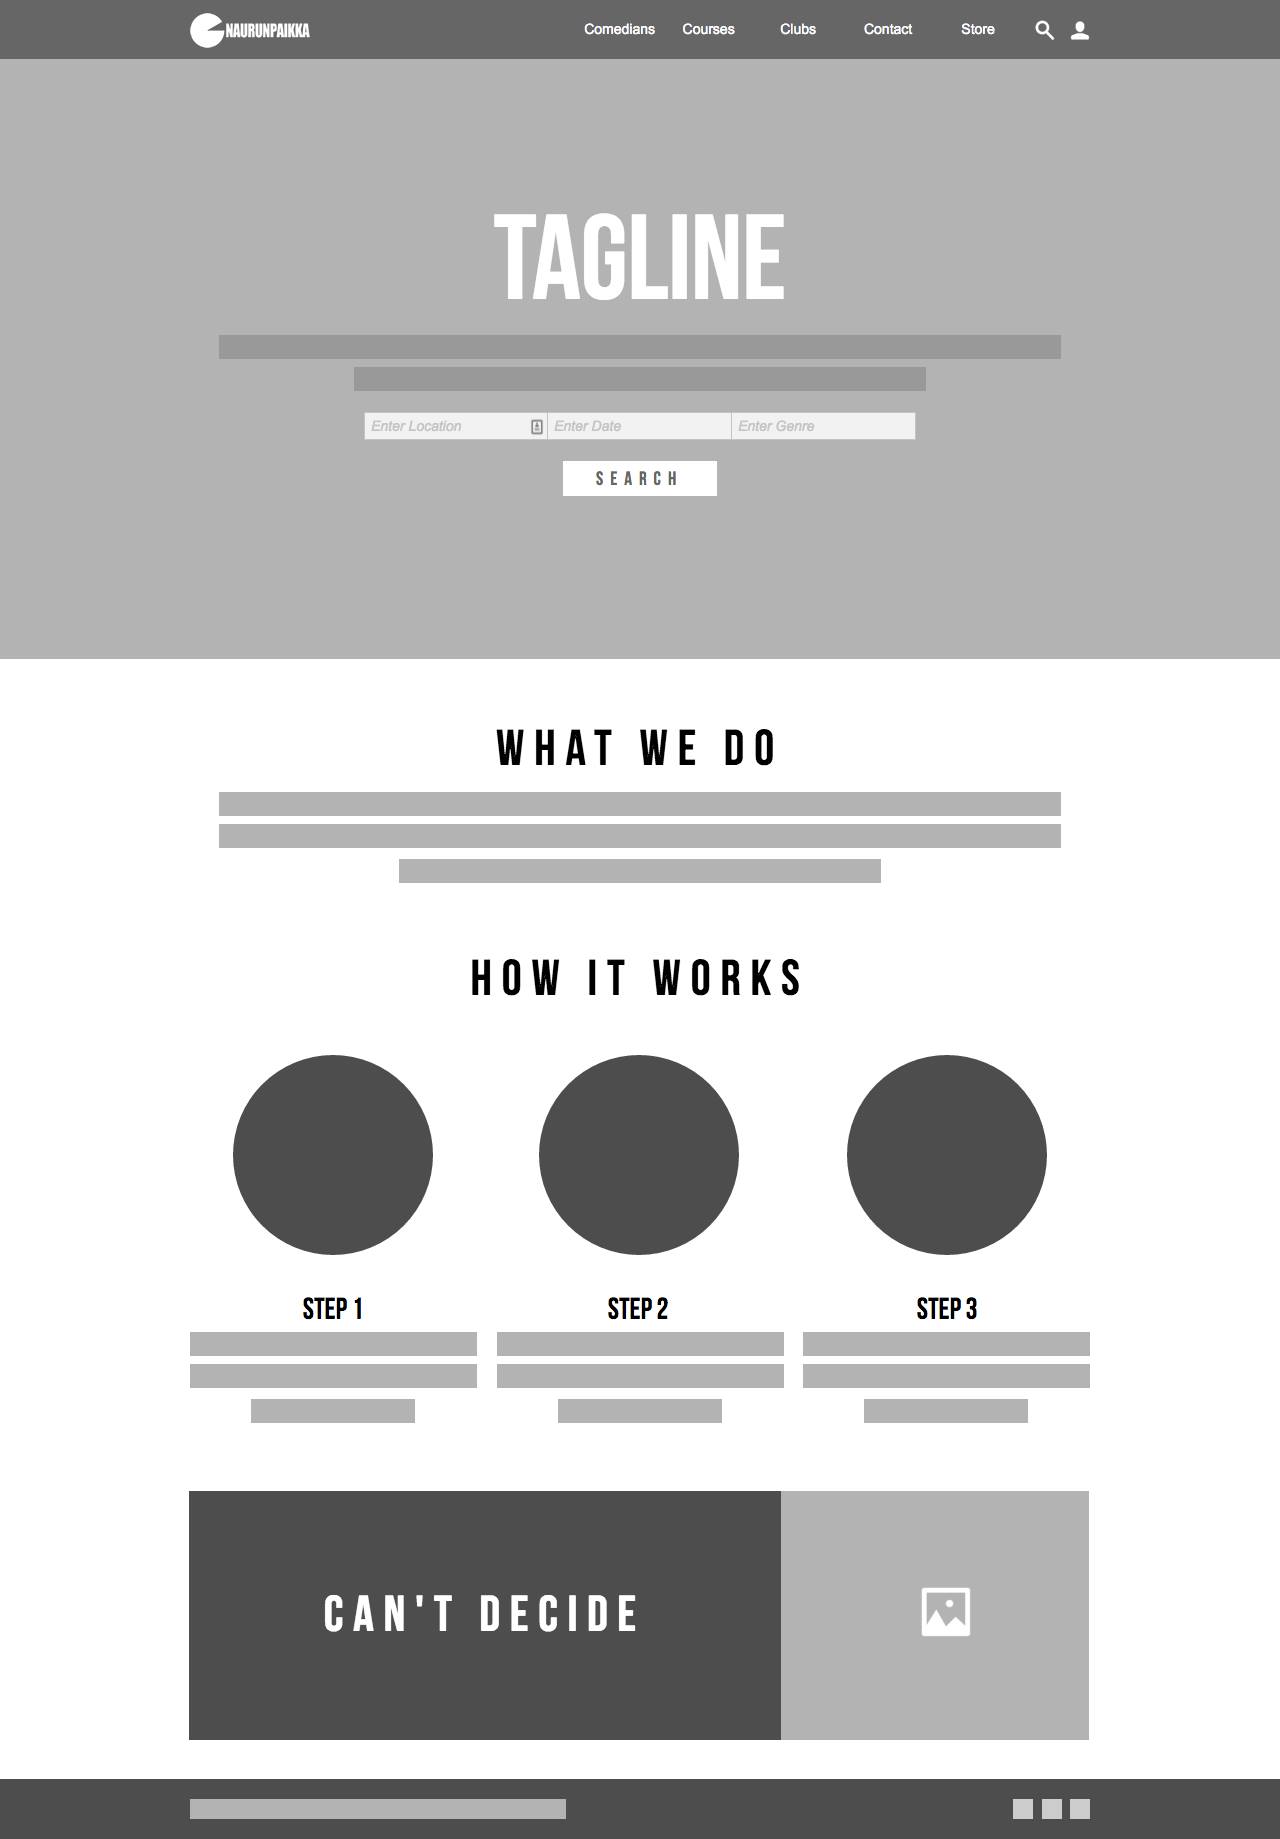 NAURUNPAIKKA
Comedians Courses Clubs Contact Store
TAGLINE
Enter Location Enter Date Enter Genre
SEARCH
WHAT WE DO
HOW IT WORKS
STEP 1 STEP 2 STEP 3
CAN'T DECIDE